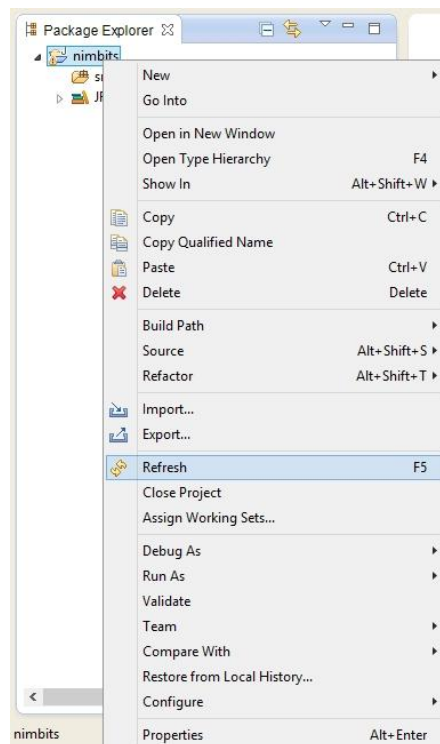 Package Explorer
nimbits
New
Go Into
Open in New Window
Open Type Hierarchy F4
Show In Alt+Shift+W
Copy Ctrl+C
Copy Qualified Name
Paste Ctrl+V
Delete Delete
Build Path
Source Alt+Shift+S
Refactor Alt+Shift+T
Import...
Export...
Refresh F5
Close Project
Assign Working Sets...
Debug As
Run As
Validate
Team
Compare With
Restore from Local History...
Configure
nimbits
Properties Alt+Enter